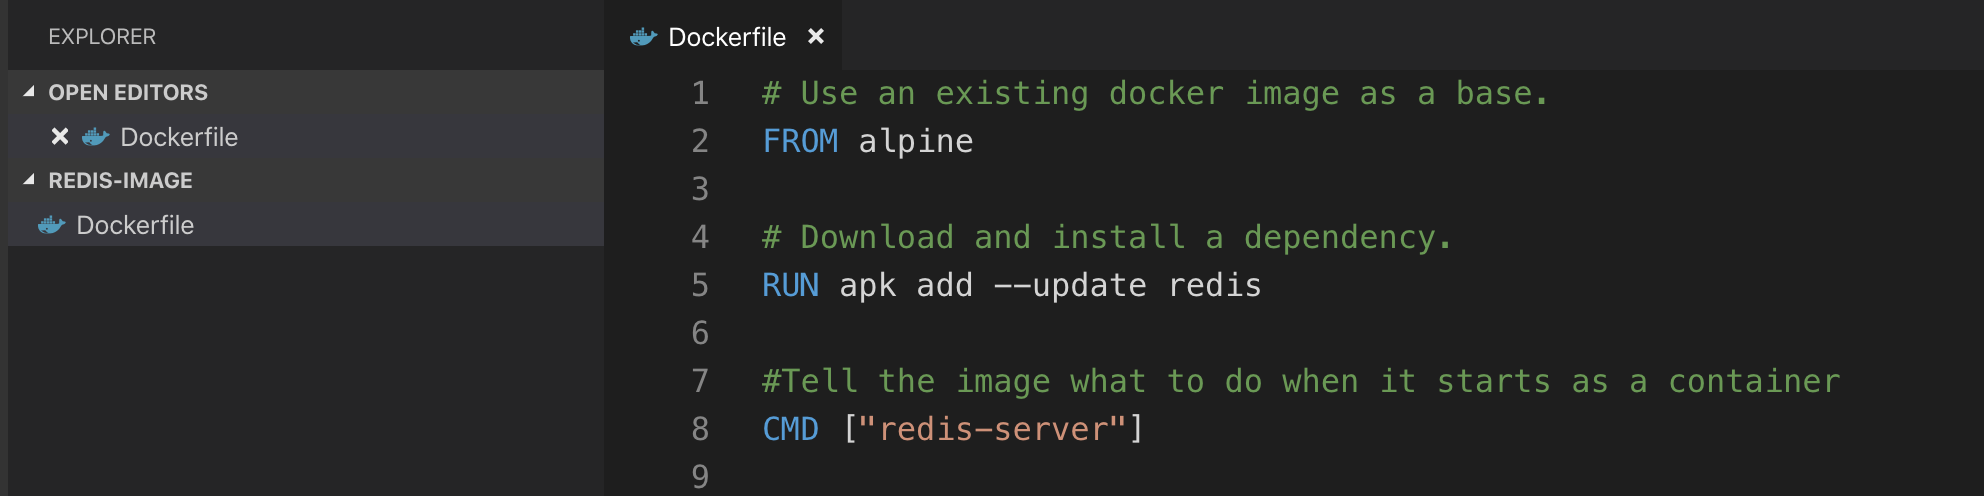 EXPLORER
OPEN EDITORS
Dockerfile
REDIS-IMAGE
Dockerfile
Dockerfile
1 # Use an existing docker image as a base.
2 FROM alpine
3
4 # Download and install a dependency.
5 RUN apk add --update redis
6
7 #Tell the image what to do when it starts as a container
8 CMD ["redis-server"]
9